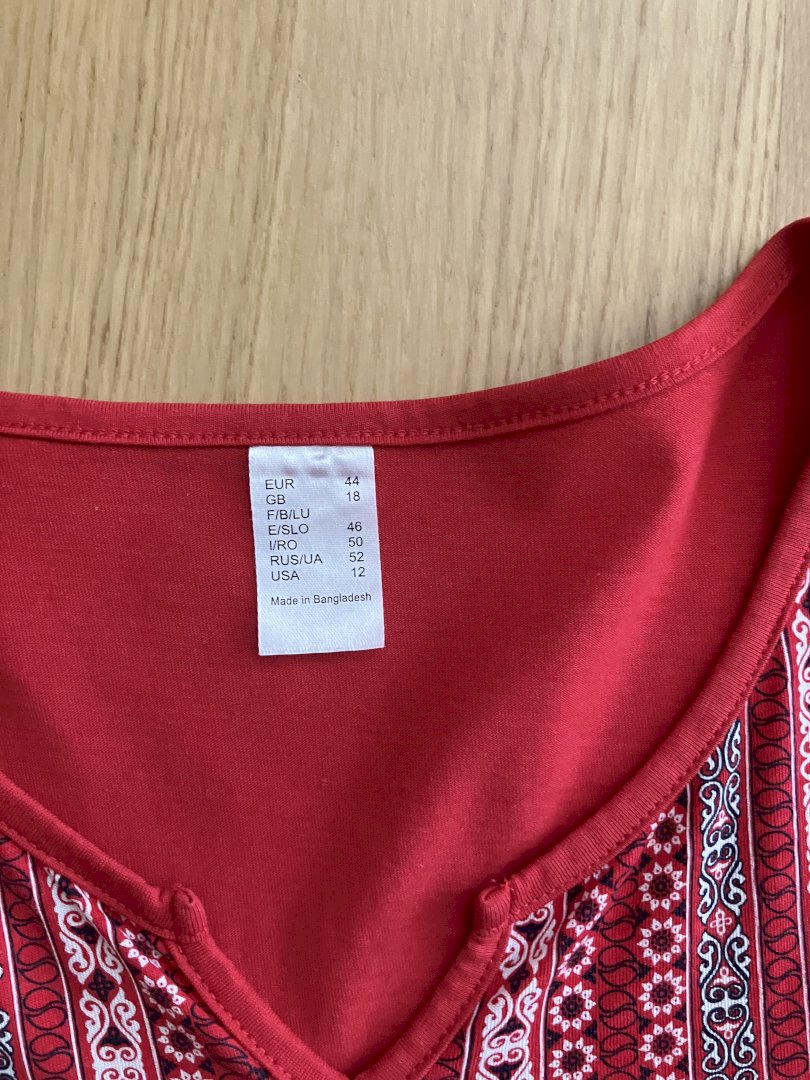 EUR 44
GB 18
F/B/LU
E/SLO 46
I/RO 50
RUS/UA 52
USA 12
Made in Bangladesh